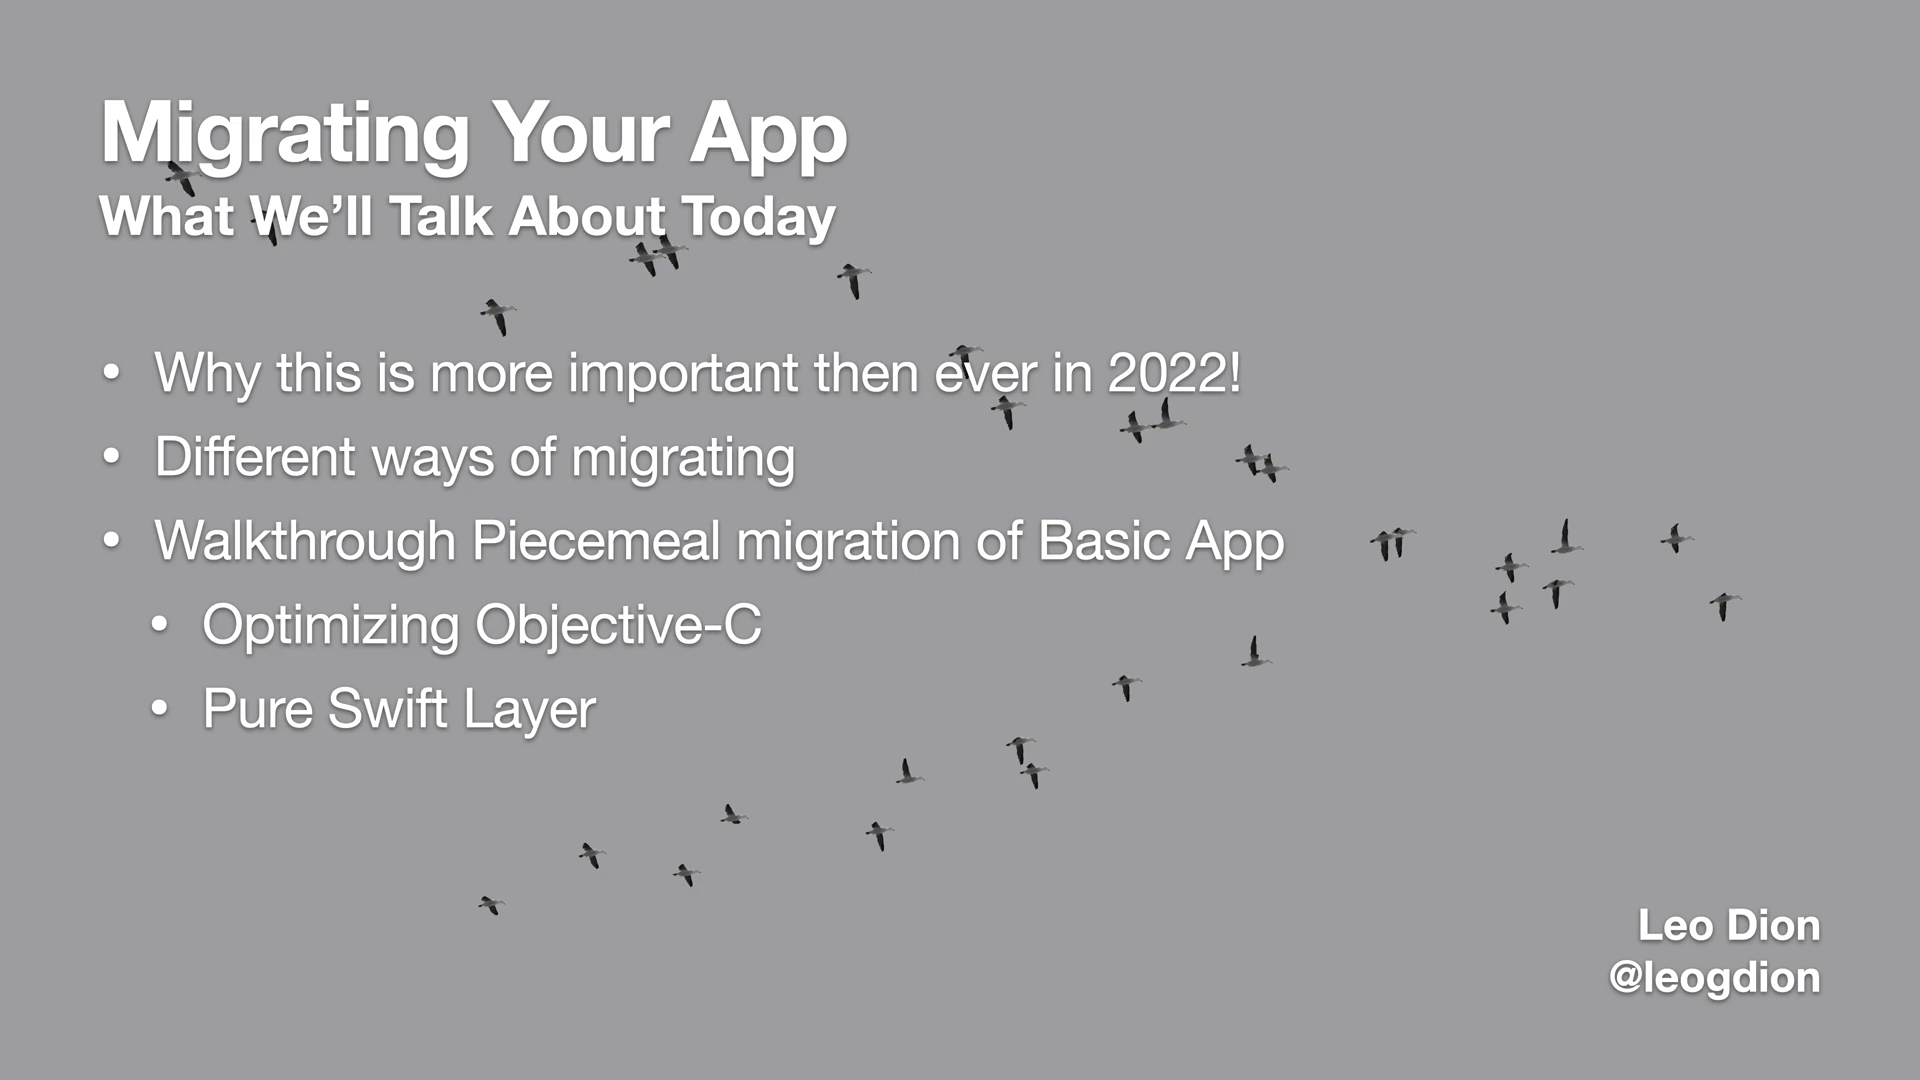 Migrating Your App
What We’ll Talk About Today
• Why this is more important then ever in 2022!
• Different ways of migrating
• Walkthrough Piecemeal migration of Basic App
• Optimizing Objective-C
• Pure Swift Layer
Leo Dion
@leogdion